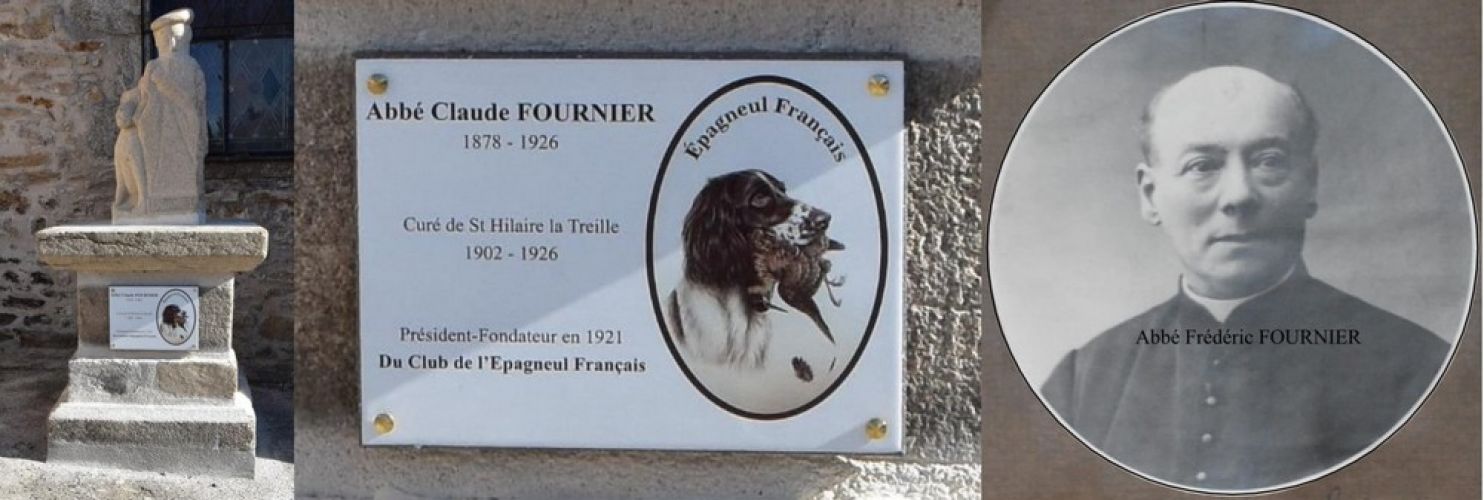 Abbé Claude FOURNIER
1878 - 1926
Curé de St Hilaire la Treille
1902 - 1926
Président-Fondateur en 1921
Du Club de l'Epagneul Français
Épagneul Français
Abbé Frédéric FOURNIER